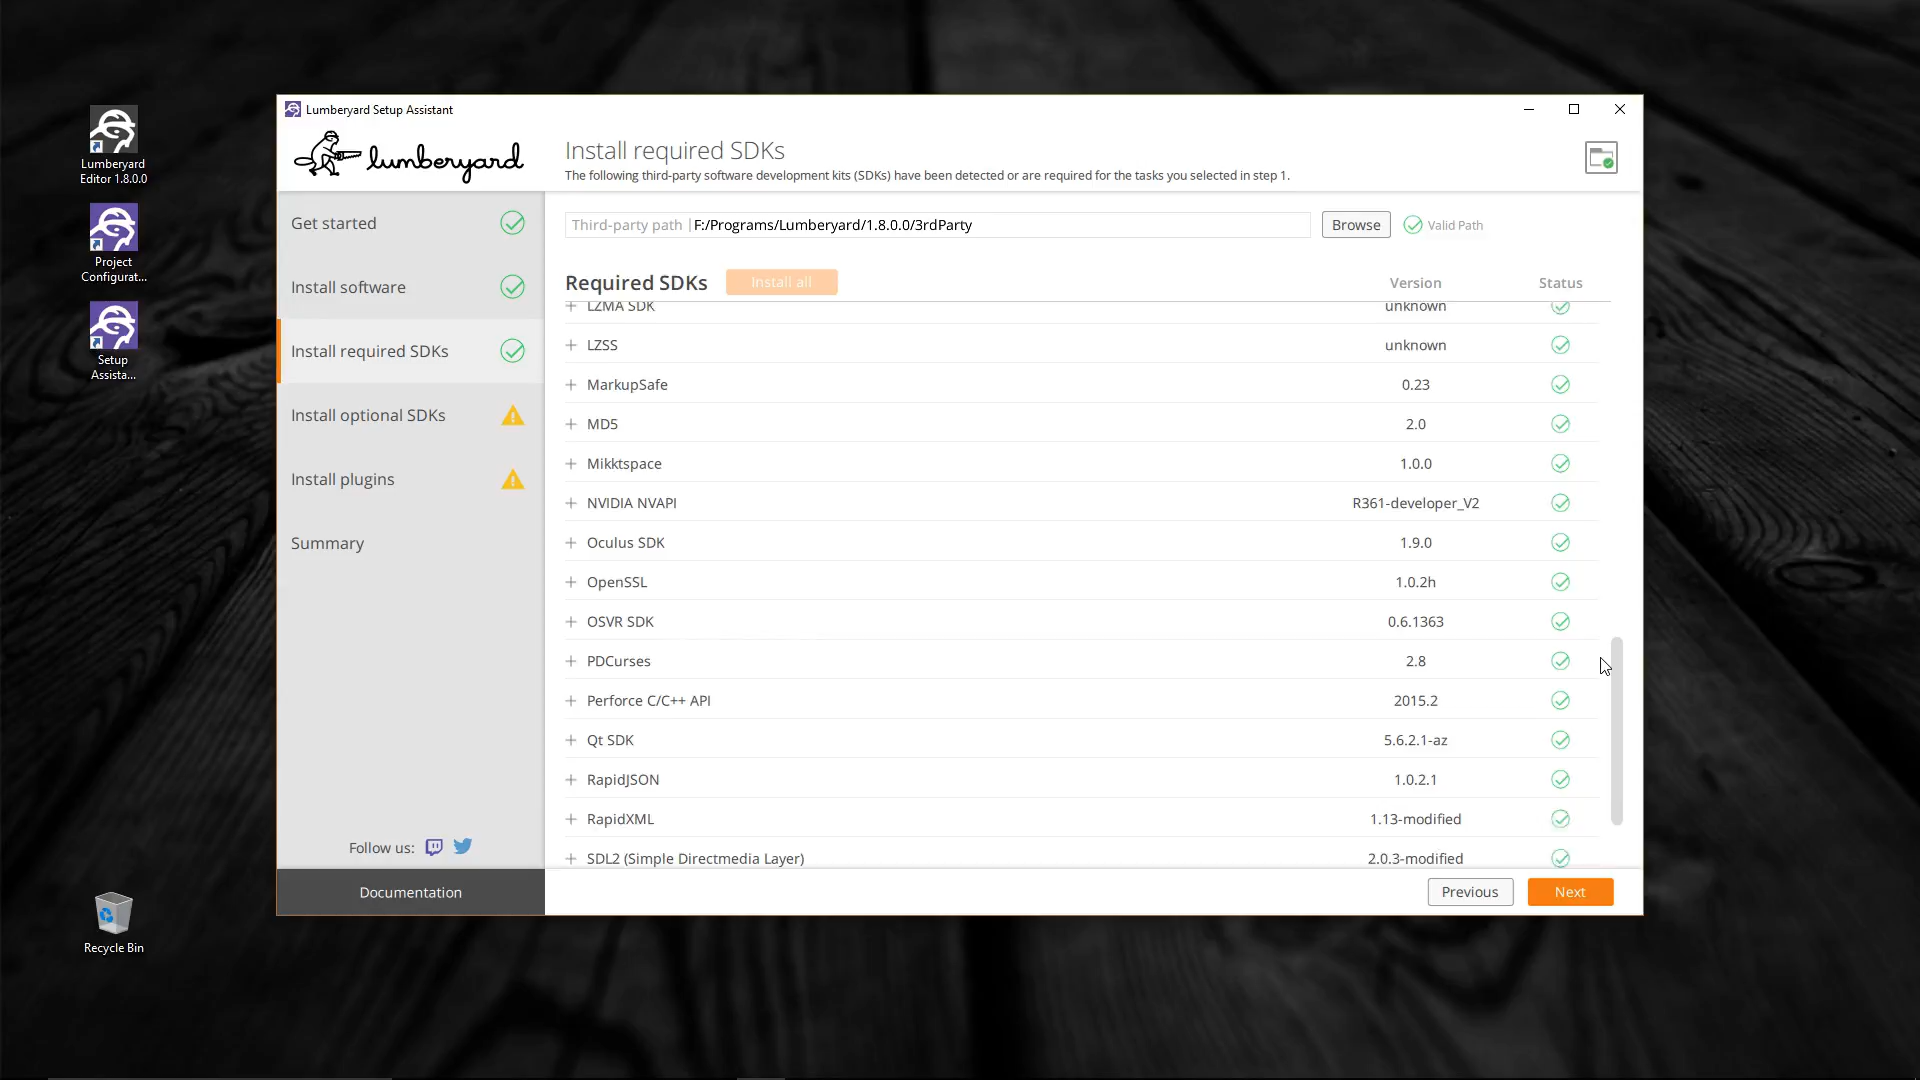 Lumberyard
Editor 1.8.0.0
Project
Configurat...
Setup
Assista...
Recycle Bin
Lumberyard Setup Assistant
lumberyard
Install required SDKs
The following third-party software development kits (SDKs) have been detected or are required for the tasks you selected in step 1.
Get started
Install software
Install required SDKs
Install optional SDKs
Install plugins
Summary
Follow us:
Documentation
Third-party path | F:/Programs/Lumberyard/1.8.0.0/3rdParty
Browse
Valid Path
Required SDKs Install all Version Status
LZMA SDK unknown
LZSS unknown
MarkupSafe 0.23
MD5 2.0
Mikktspace 1.0.0
NVIDIA NVAPI R361-developer_V2
Oculus SDK 1.9.0
OpenSSL 1.0.2h
OSVR SDK 0.6.1363
PDCurses 2.8
Perforce C/C++ API 2015.2
Qt SDK 5.6.2.1-az
RapidJSON 1.0.2.1
RapidXML 1.13-modified
SDL2 (Simple Directmedia Layer) 2.0.3-modified
Previous
Next